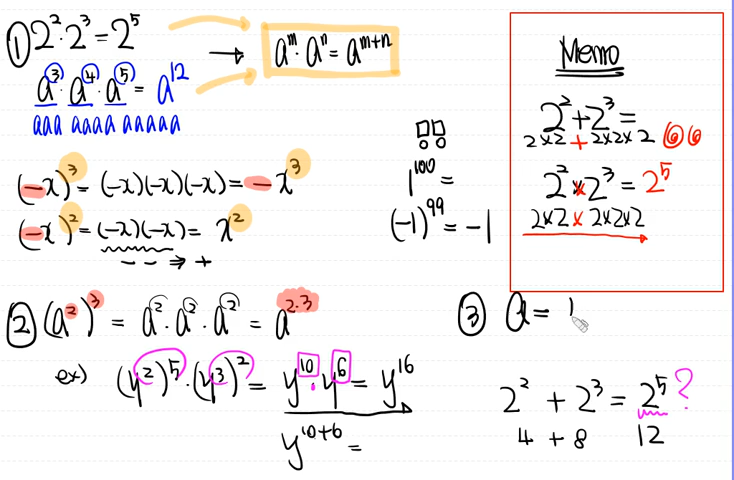 ① 2²·2³=2⁵ → aᵐ·aⁿ=aᵐ⁺ⁿ
a³·a⁴·a⁵=a¹²
aaa aaaa aaaaa
(-x)³=(-x)(-x)(-x)=-x³
(-x)²=(-x)(-x)=x²
- - ⇒ +
1¹⁰⁰=
(-1)⁹⁹=-1
Memo
2²+2³=
2×2+2×2×2
2²×2³=2⁵
2×2×2×2×2
2 (a²)³=a²·a²·a²=a²·³
ex) (y²)⁵·(y³)²=y¹⁰·y⁶=y¹⁶
y¹⁰⁺⁶=
③ a=1
2²+2³=2⁵?
4+8 12